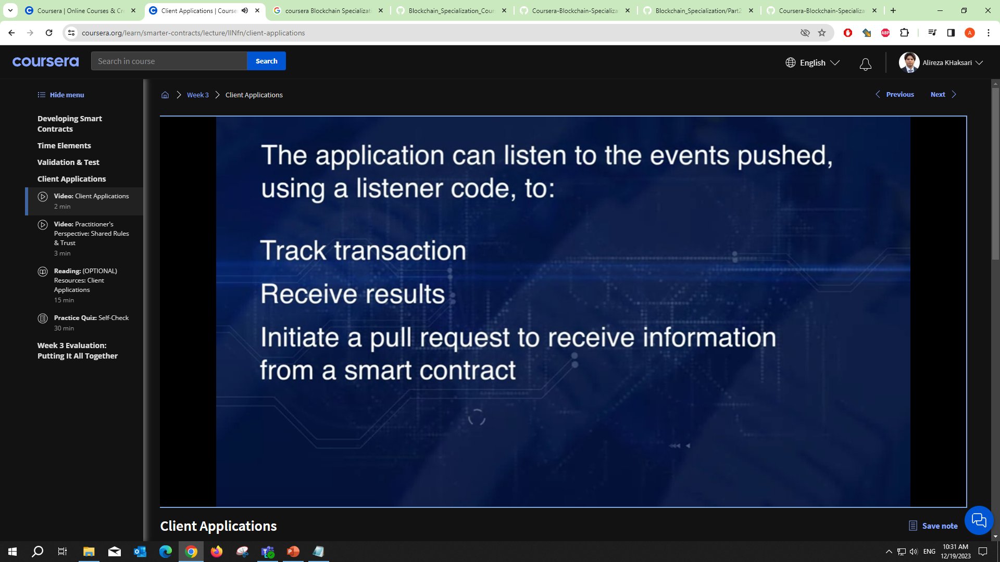 Coursera | Online Courses & Cr
Client Applications | Courser
coursera Blockchain Specializati
Blockchain_Specialization_Cour
Coursera-Blockchain-Specializa
Blockchain_Specialization/Part2
Coursera-Blockchain-Specializa
coursera.org/learn/smarter-contracts/lecture/llNfn/client-applications
ABP
A
coursera
Search in course
Search
English
Alireza KHaksari
Hide menu
Week 3
Client Applications
Previous
Next
Developing Smart
Contracts
Time Elements
Validation & Test
Client Applications
Video: Client Applications
2 min
Video: Practitioner's
Perspective: Shared Rules
& Trust
3 min
Reading: (OPTIONAL)
Resources: Client
Applications
15 min
Practice Quiz: Self-Check
30 min
Week 3 Evaluation:
Putting It All Together
The application can listen to the events pushed,
using a listener code, to:
Track transaction
Receive results
Initiate a pull request to receive information
from a smart contract
Client Applications
Save note
ENG
10:31 AM
12/19/2023